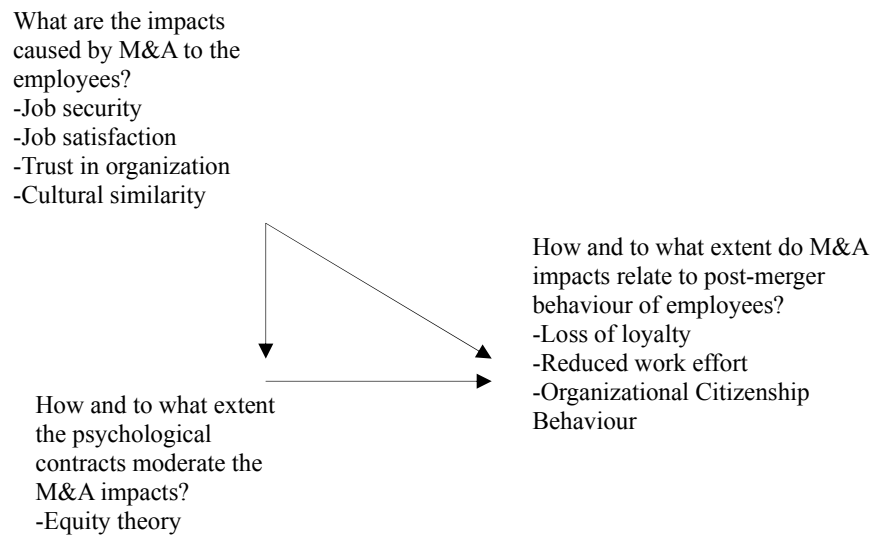 What are the impacts
caused by M&A to the
employees?
-Job security
-Job satisfaction
-Trust in organization
-Cultural similarity
How and to what extent do M&A
impacts relate to post-merger
behaviour of employees?
-Loss of loyalty
-Reduced work effort
-Organizational Citizenship
Behaviour
How and to what extent
the psychological
contracts moderate the
M&A impacts?
-Equity theory